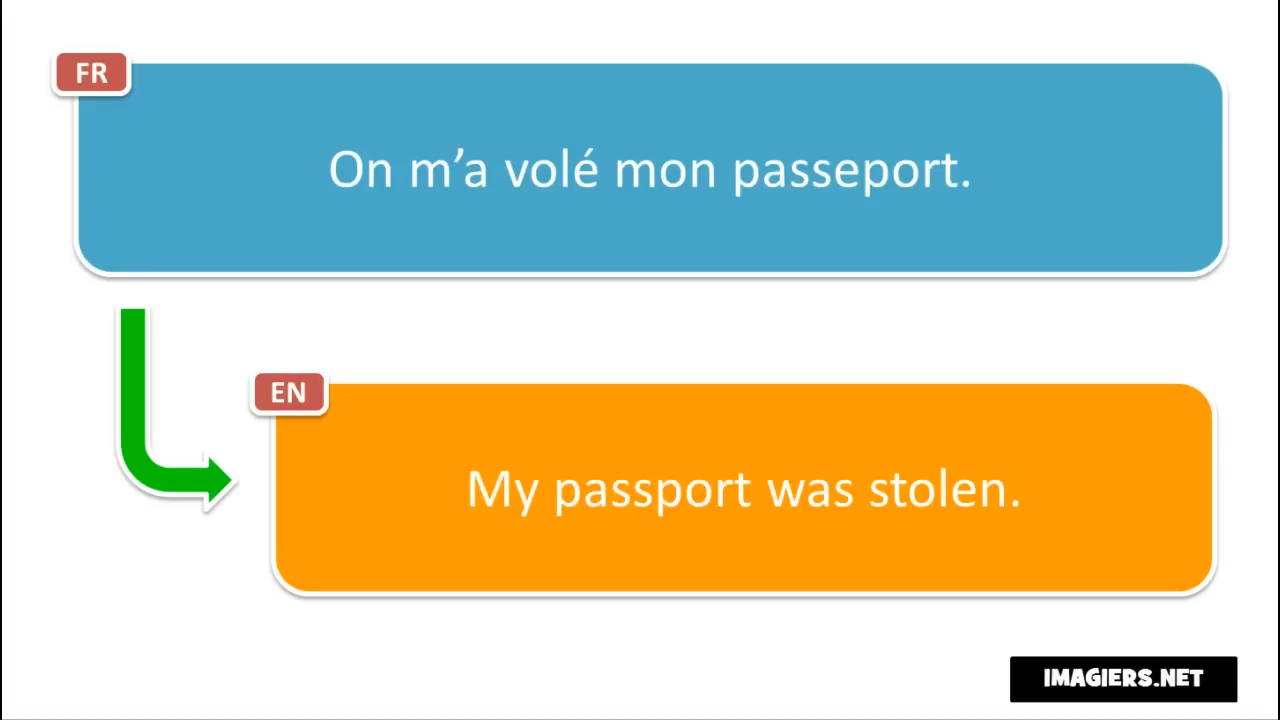 FR
On m’a volé mon passeport.
EN
My passport was stolen.
IMAGIERS.NET